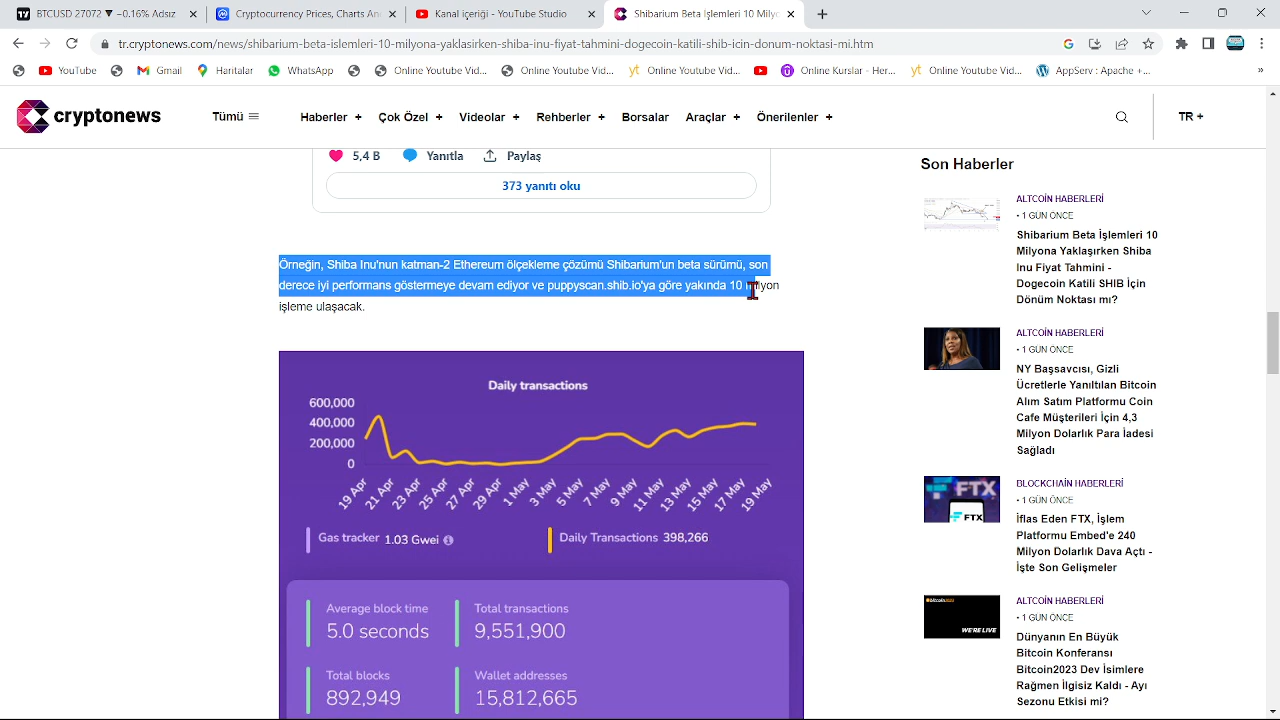 BTCUSD 27072 ▼ -0.16% Adsız
Cryptocurrency Prices, Charts
Kanal içeriği - YouTube Studio
Shibarium Beta İşlemleri 10 Milyo
tr.cryptonews.com/news/shibarium-beta-islemleri-10-milyona-yaklasirken-shiba-inu-fiyat-tahmini-dogecoin-katili-shib-icin-donum-noktasi-mi.htm
YouTube
Gmail
Haritalar
WhatsApp
Online Youtube Vid...
Online Youtube Vid...
Online Kurslar - Her...
Online Youtube Vid...
AppServ : Apache +...
»
cryptonews
Tümü
Haberler +
Çok Özel +
Videolar +
Rehberler +
Borsalar
Araçlar +
Önerilenler +
TR +
5,4 B
Yanıtla
Paylaş
373 yanıtı oku
Örneğin, Shiba Inu'nun katman-2 Ethereum ölçekleme çözümü Shibarium'un beta sürümü, son
derece iyi performans göstermeye devam ediyor ve puppyscan.shib.io'ya göre yakında 10 milyon
işleme ulaşacak.
Daily transactions
600,000
400,000
200,000
0
19 Apr
21 Apr
23 Apr
25 Apr
27 Apr
29 Apr
1 May
3 May
5 May
7 May
9 May
11 May
13 May
15 May
17 May
19 May
Gas tracker 1.03 Gwei
Daily Transactions 398,266
Average block time
5.0 seconds
Total transactions
9,551,900
Total blocks
892,949
Wallet addresses
15,812,665
Son Haberler
ALTCOİN HABERLERİ
• 1 GÜN ÖNCE
Shibarium Beta İşlemleri 10
Milyona Yaklaşırken Shiba
Inu Fiyat Tahmini -
Dogecoin Katili SHIB İçin
Dönüm Noktası mı?
ALTCOİN HABERLERİ
• 1 GÜN ÖNCE
NY Başsavcısı, Gizli
Ücretlerle Yanıltılan Bitcoin
Alım Satım Platformu Coin
Cafe Müşterileri İçin 4,3
Milyon Dolarlık Para İadesi
Sağladı
FTX
FTX
BLOCKCHAİN HABERLERİ
• 1 GÜN ÖNCE
İflas Eden FTX, İşlem
Platformu Embed'e 240
Milyon Dolarlık Dava Açtı -
İşte Son Gelişmeler
WE'RE LIVE
ALTCOİN HABERLERİ
• 1 GÜN ÖNCE
Dünyanın En Büyük
Bitcoin Konferansı
Bitcoin2023 Dev İsimlere
Rağmen İlgisiz Kaldı - Ayı
Sezonu Etkisi mi?